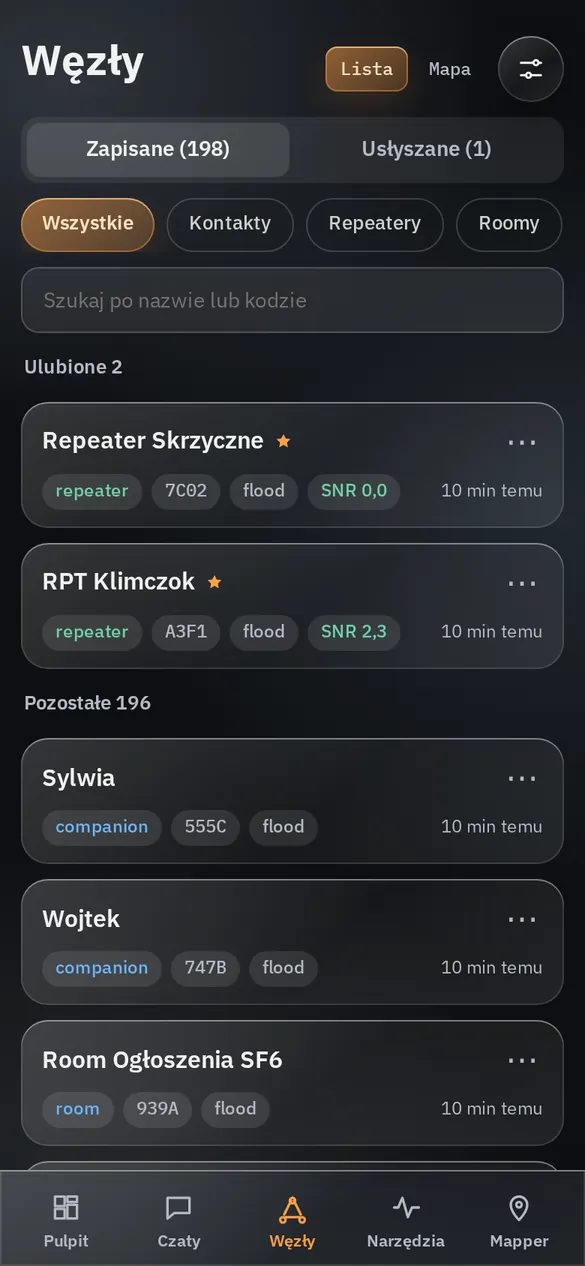 Węzły
Lista Mapa
Zapisane (198) Usłyszane (1)
Wszystkie Kontakty Repeatery Roomy
Szukaj po nazwie lub kodzie
Ulubione 2
Repeater Skrzyczne
repeater 7C02 flood SNR 0,0 10 min temu
RPT Klimczok
repeater A3F1 flood SNR 2,3 10 min temu
Pozostałe 196
Sylwia
companion 555C flood 10 min temu
Wojtek
companion 747B flood 10 min temu
Room Ogłoszenia SF6
room 939A flood 10 min temu
Pulpit Czaty Węzły Narzędzia Mapper